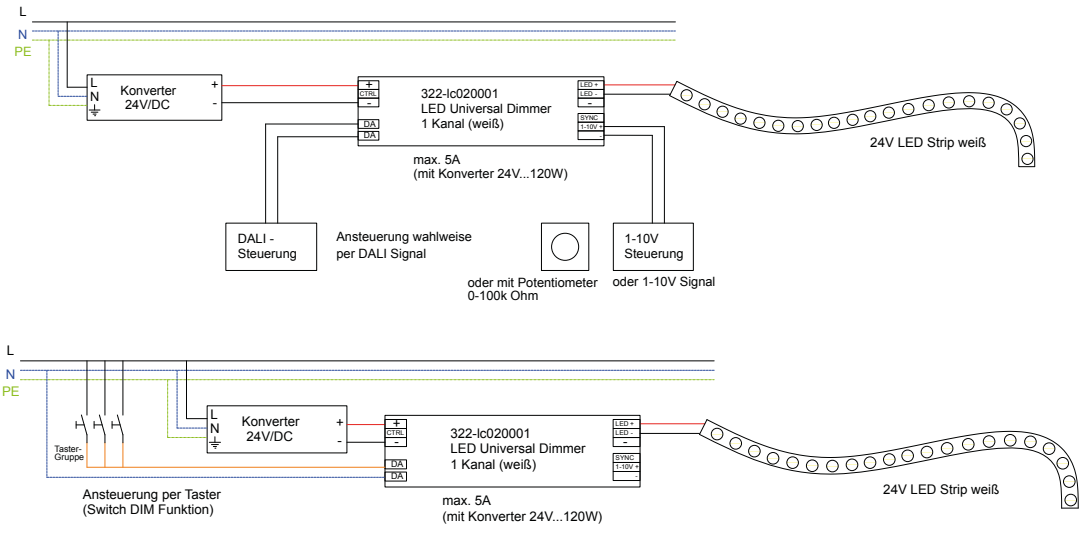 L
N
PE
L
N
Konverter
24V/DC
+
-
+
CTRL
-
DA
DA
322-lc020001
LED Universal Dimmer
1 Kanal (weiß)
LED +
LED -
-
SYNC
1-10V +
-
max. 5A
(mit Konverter 24V...120W)
24V LED Strip weiß
DALI -
Steuerung
Ansteuerung wahlweise
per DALI Signal
oder mit Potentiometer
0-100k Ohm
1-10V
Steuerung
oder 1-10V Signal
L
N
PE
Taster-
Gruppe
L
N
Konverter
24V/DC
+
-
+
CTRL
-
DA
DA
322-lc020001
LED Universal Dimmer
1 Kanal (weiß)
LED +
LED -
-
SYNC
1-10V +
-
Ansteuerung per Taster
(Switch DIM Funktion)
max. 5A
(mit Konverter 24V...120W)
24V LED Strip weiß